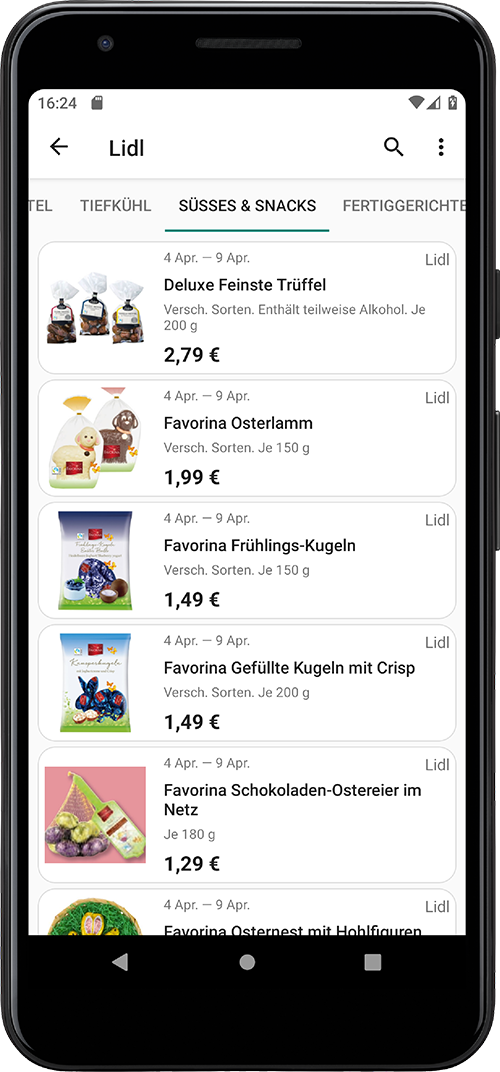 16:24
Lidl
TEL TIEFKÜHL SÜSSES & SNACKS FERTIGGERICHTE
4 Apr. — 9 Apr. Lidl
Deluxe Feinste Trüffel
Versch. Sorten. Enthält teilweise Alkohol. Je
200 g
2,79 €
4 Apr. — 9 Apr. Lidl
Favorina Osterlamm
Versch. Sorten. Je 150 g
1,99 €
4 Apr. — 9 Apr. Lidl
Favorina Frühlings-Kugeln
Versch. Sorten. Je 150 g
1,49 €
4 Apr. — 9 Apr. Lidl
Favorina Gefüllte Kugeln mit Crisp
Versch. Sorten. Je 200 g
1,49 €
4 Apr. — 9 Apr. Lidl
Favorina Schokoladen-Ostereier im
Netz
Je 180 g
1,29 €
4 Apr. — 9 Apr. Lidl
Favorina Osternest mit Hohlfiguren